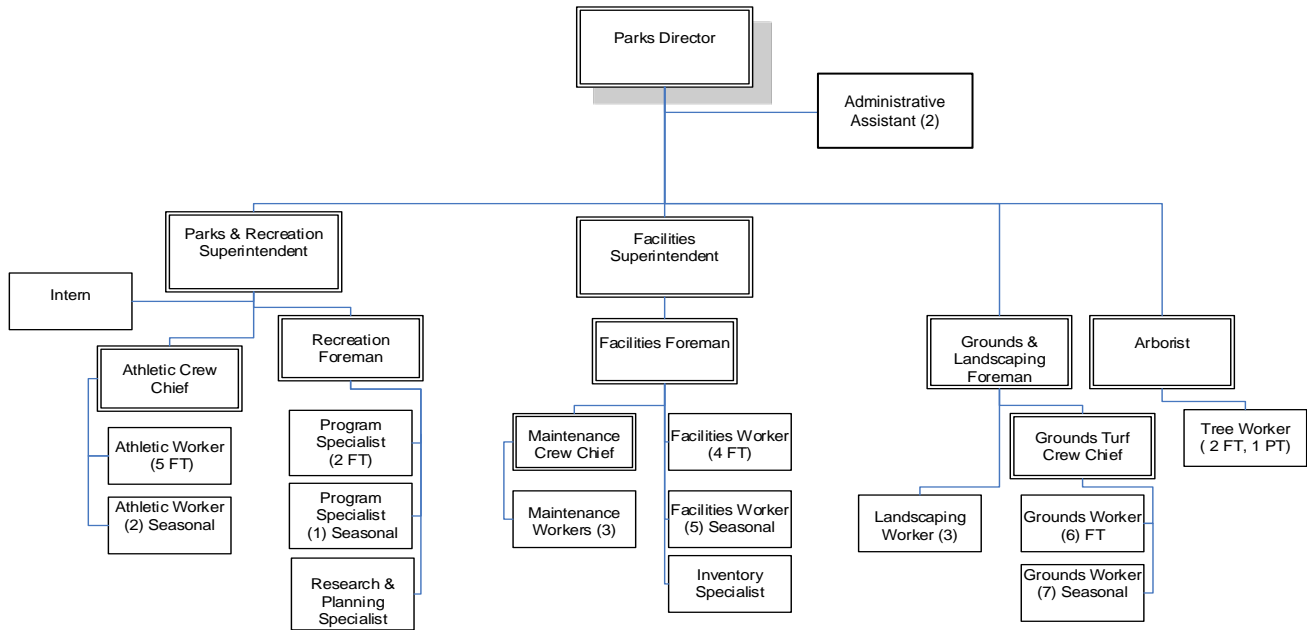 Parks Director
Administrative
Assistant (2)
Parks & Recreation
Superintendent
Facilities
Superintendent
Intern
Recreation
Foreman
Facilities Foreman
Grounds &
Landscaping
Foreman
Arborist
Athletic Crew
Chief
Athletic Worker
(5 FT)
Athletic Worker
(2) Seasonal
Program
Specialist
(2 FT)
Program
Specialist
(1) Seasonal
Research &
Planning
Specialist
Maintenance
Crew Chief
Maintenance
Workers (3)
Facilities Worker
(4 FT)
Facilities Worker
(5) Seasonal
Inventory
Specialist
Landscaping
Worker (3)
Grounds Turf
Crew Chief
Grounds Worker
(6) FT
Grounds Worker
(7) Seasonal
Tree Worker
( 2 FT, 1 PT)